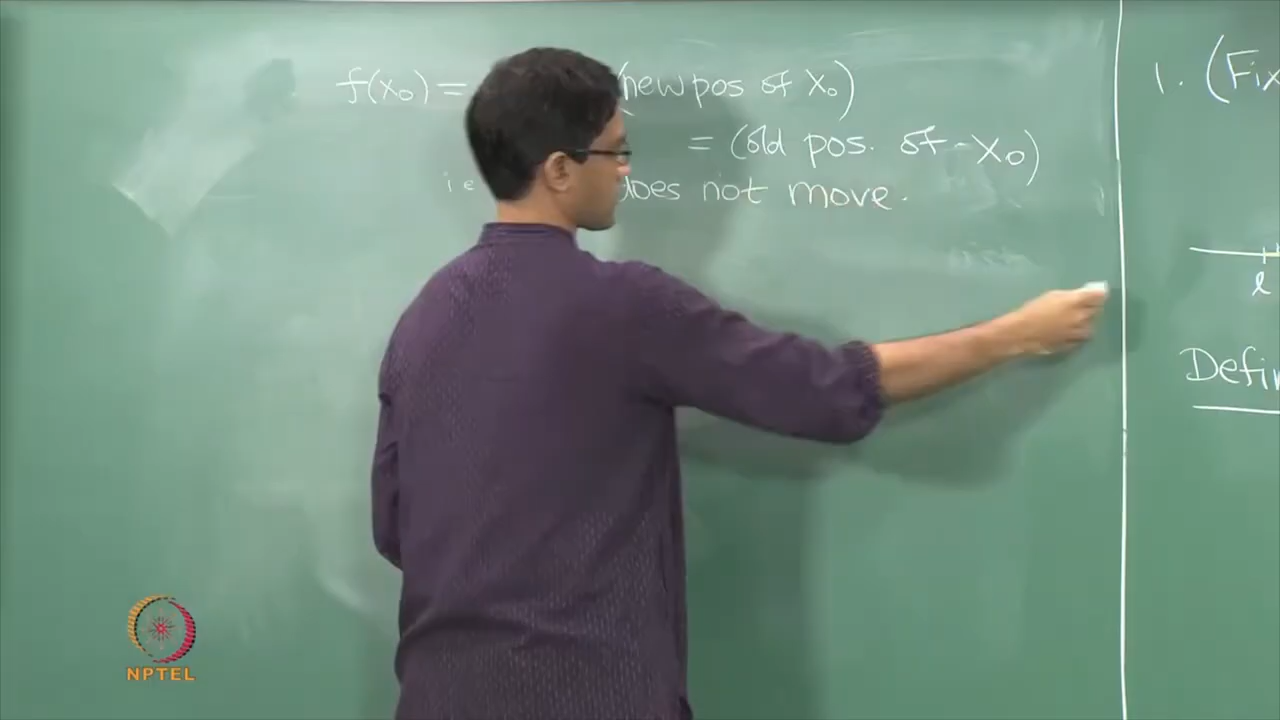 f(x₀) = (new pos of x₀)
= (old pos. of x₀)
i e does not move.
1. (Fix
l
Defin
NPTEL